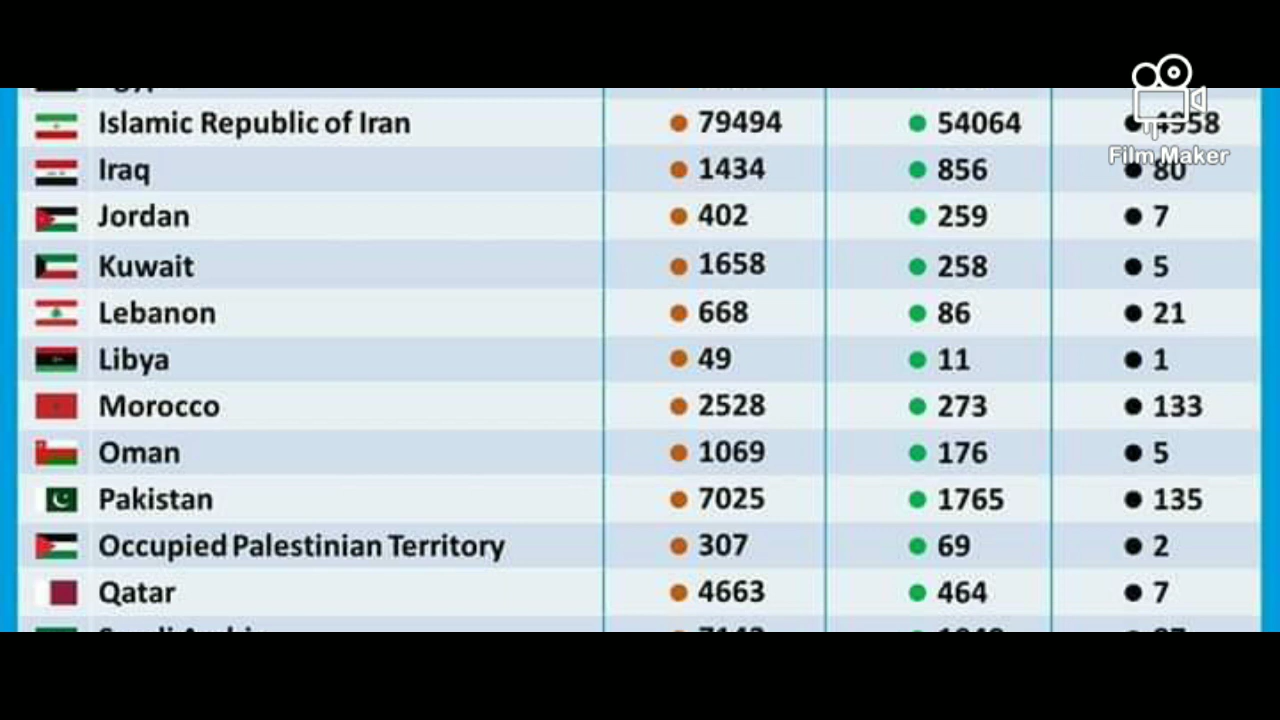 Islamic Republic of Iran 79494 54064 4958
Iraq 1434 856 80
Jordan 402 259 7
Kuwait 1658 258 5
Lebanon 668 86 21
Libya 49 11 1
Morocco 2528 273 133
Oman 1069 176 5
Pakistan 7025 1765 135
Occupied Palestinian Territory 307 69 2
Qatar 4663 464 7
Film Maker